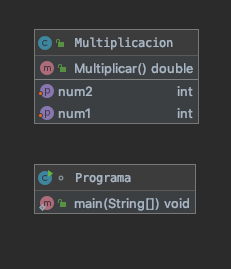 Multiplicacion
Multiplicar() double
num2 int
num1 int
Programa
main(String[]) void